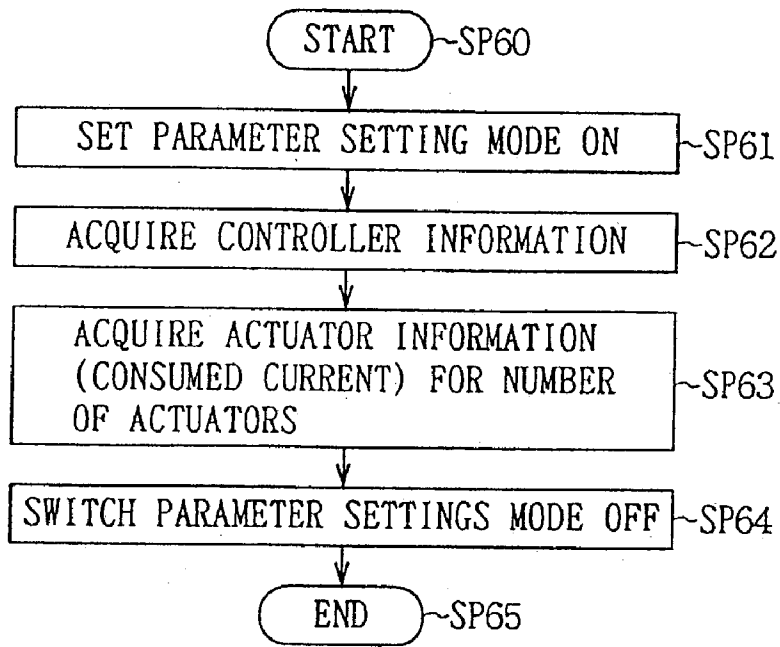 START SP60
SET PARAMETER SETTING MODE ON SP61
ACQUIRE CONTROLLER INFORMATION SP62
ACQUIRE ACTUATOR INFORMATION
(CONSUMED CURRENT) FOR NUMBER SP63
OF ACTUATORS
SWITCH PARAMETER SETTINGS MODE OFF SP64
END SP65